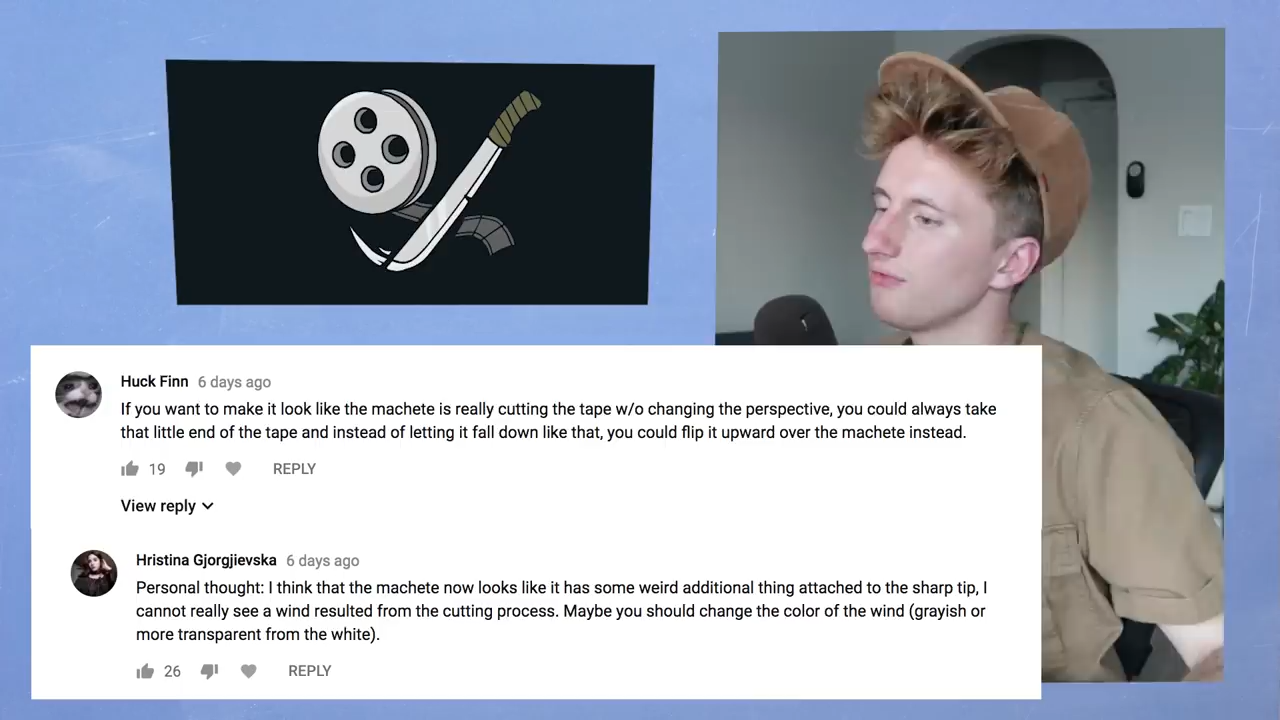 Huck Finn 6 days ago
If you want to make it look like the machete is really cutting the tape w/o changing the perspective, you could always take
that little end of the tape and instead of letting it fall down like that, you could flip it upward over the machete instead.
19 REPLY
View reply
Hristina Gjorgjievska 6 days ago
Personal thought: I think that the machete now looks like it has some weird additional thing attached to the sharp tip, I
cannot really see a wind resulted from the cutting process. Maybe you should change the color of the wind (grayish or
more transparent from the white).
26 REPLY